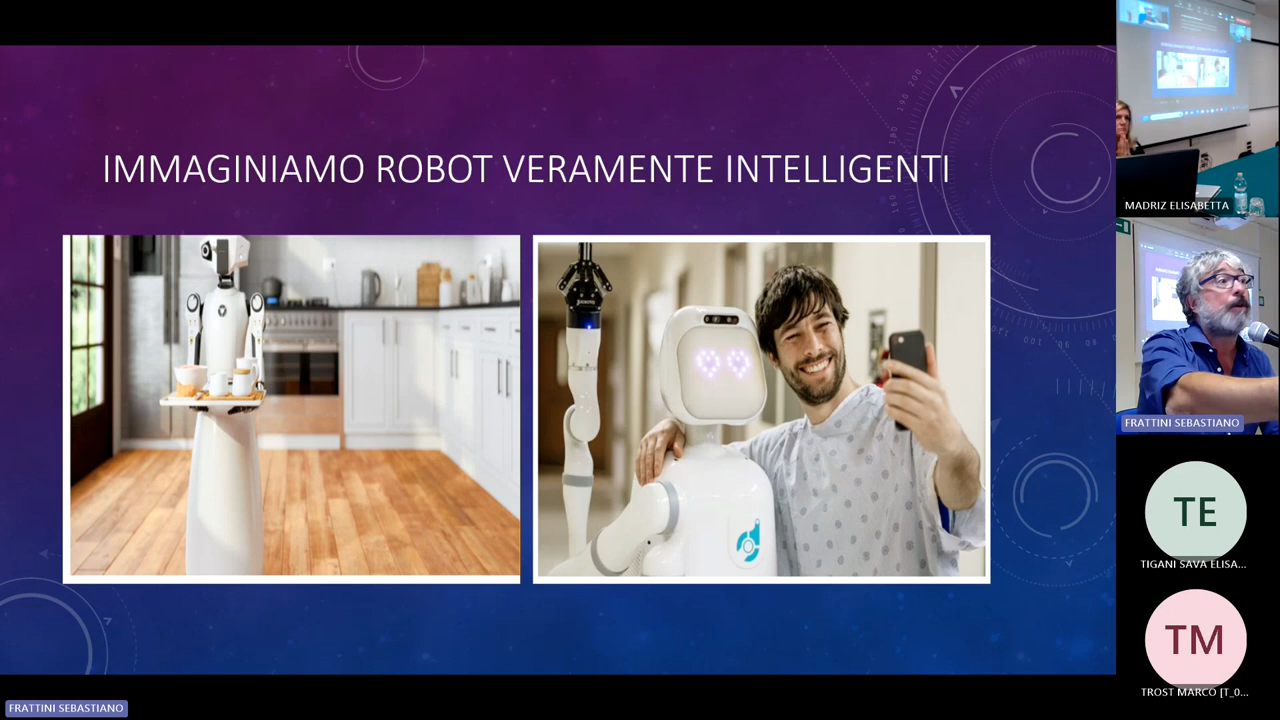 IMMAGINIAMO ROBOT VERAMENTE INTELLIGENTI
MADRIZ ELISABETTA
FRATTINI SEBASTIANO
TE
TIGANI SAVA ELISA...
TM
TROST MARCO [T_0...
FRATTINI SEBASTIANO